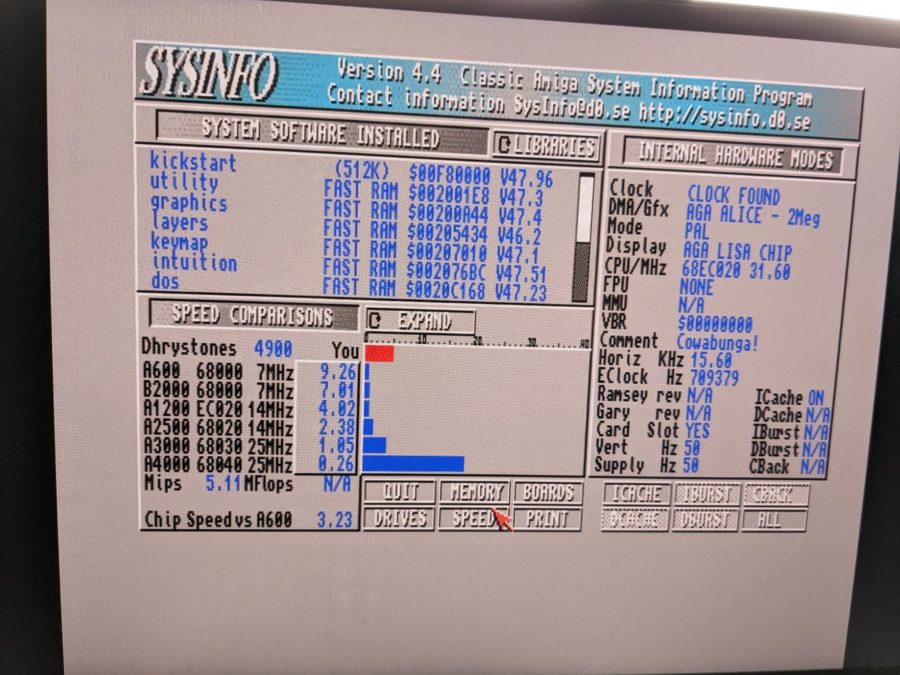 SYSINFO
Version 4.4 Classic Amiga System Information Program
Contact information SysInfo@d0.se http://sysinfo.d0.se
SYSTEM SOFTWARE INSTALLED
LIBRARIES
kickstart (512K) $00F80000 V47.96
utility FAST RAM $002001E8 V47.3
graphics FAST RAM $00200A44 V47.4
layers FAST RAM $00205434 V46.2
keymap FAST RAM $00207010 V47.1
intuition FAST RAM $002076BC V47.51
dos FAST RAM $0020C168 V47.23
INTERNAL HARDWARE MODES
Clock CLOCK FOUND
DMA/Gfx AGA ALICE - 2Meg
Mode PAL
Display AGA LISA CHIP
CPU/MHz 68EC020 31.60
FPU NONE
MMU N/A
VBR $00000000
Comment Cowabunga!
Horiz KHz 15.60
EClock Hz 709379
Ramsey rev N/A ICache ON
Gary rev N/A DCache N/A
Card Slot YES IBurst N/A
Vert Hz 50 DBurst N/A
Supply Hz 50 CBack N/A
SPEED COMPARISONS
EXPAND
Dhrystones 4900 You
10 20 30 40
A600 68000 7MHz 9.26
B2000 68000 7MHz 7.01
A1200 EC020 14MHz 4.02
A2500 68020 14MHz 2.38
A3000 68030 25MHz 1.05
A4000 68040 25MHz 0.26
Mips 5.11 MFlops N/A
Chip Speed vs A600 3.23
QUIT MEMORY BOARDS
DRIVES SPEED PRINT
ICACHE IBURST CBACK
DCACHE DBURST ALL